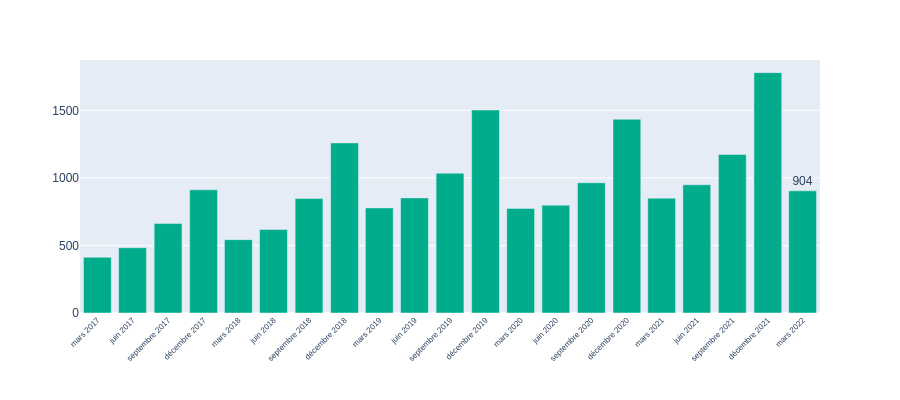 1500
1000
500
0
904
mars 2017
juin 2017
septembre 2017
décembre 2017
mars 2018
juin 2018
septembre 2018
décembre 2018
mars 2019
juin 2019
septembre 2019
décembre 2019
mars 2020
juin 2020
septembre 2020
décembre 2020
mars 2021
juin 2021
septembre 2021
décembre 2021
mars 2022